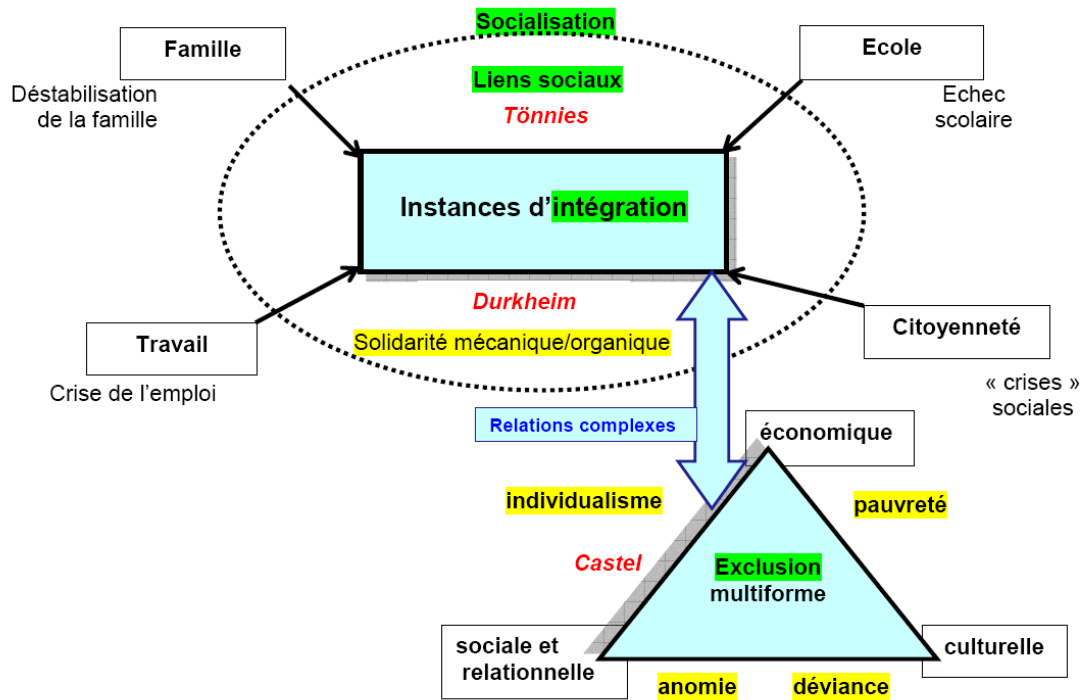 Socialisation
Famille
Ecole
Liens sociaux
Déstabilisation
de la famille
Echec
scolaire
Tönnies
Instances d’intégration
Durkheim
Citoyenneté
Travail
Solidarité mécanique/organique
Crise de l’emploi
« crises »
sociales
Relations complexes
économique
individualisme
pauvreté
Castel
Exclusion
multiforme
sociale et
relationnelle
culturelle
anomie
déviance